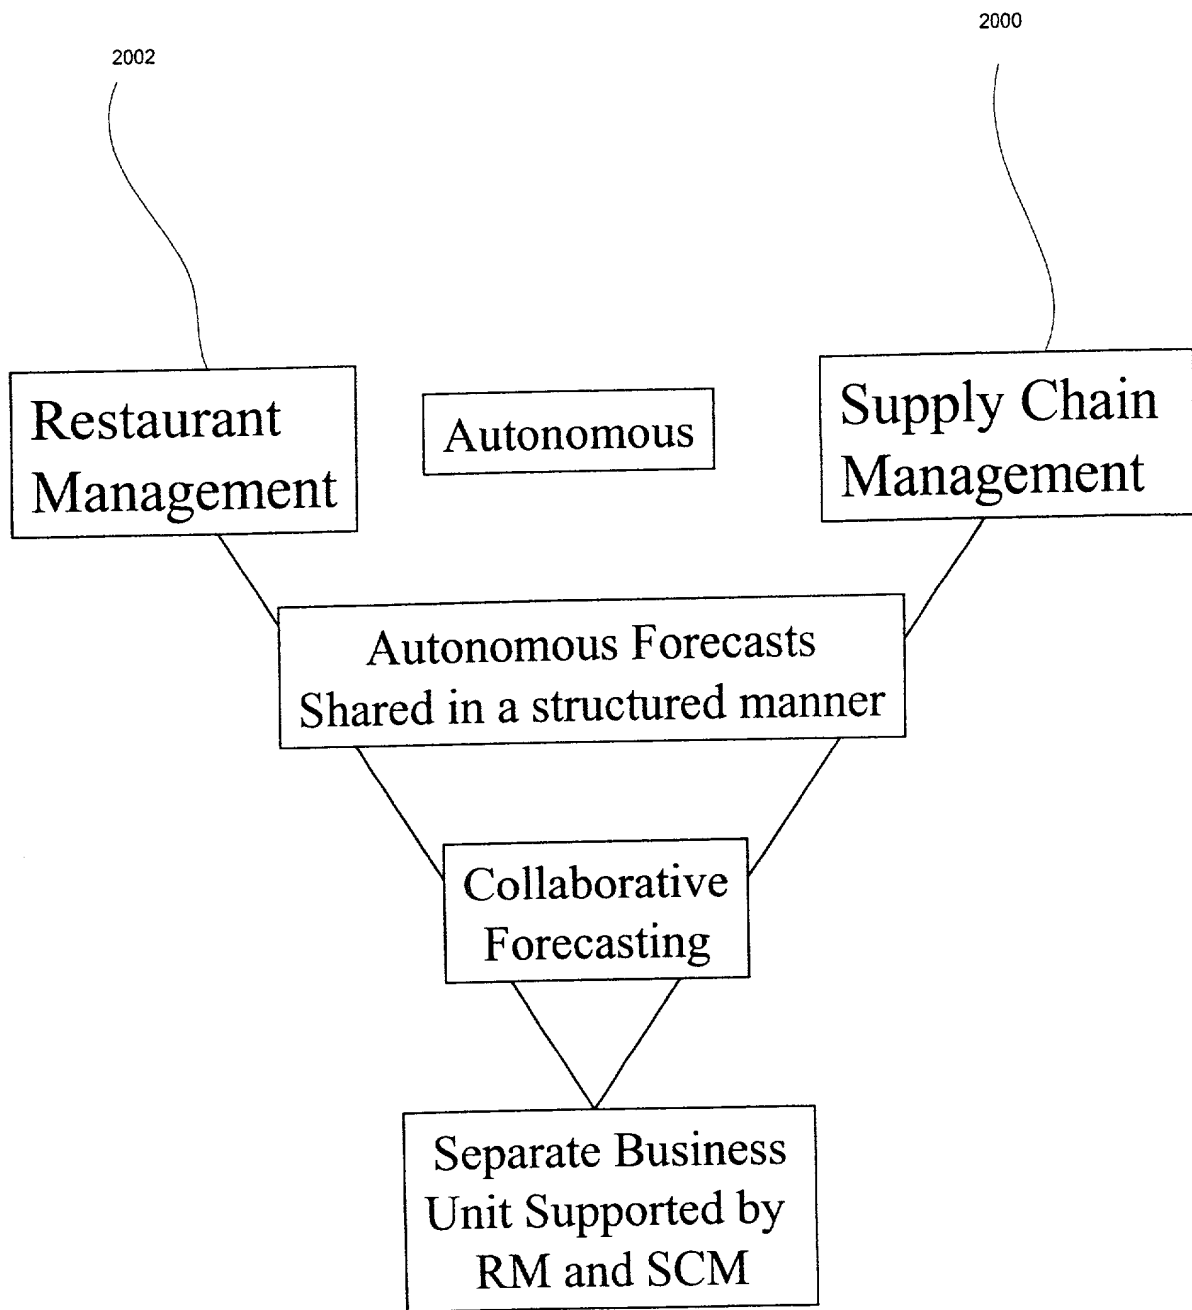 2002
2000
Restaurant
Management
Autonomous
Supply Chain
Management
Autonomous Forecasts
Shared in a structured manner
Collaborative
Forecasting
Separate Business
Unit Supported by
RM and SCM